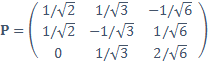 P = ( 1/√2 1/√3 −1/√6
1/√2 −1/√3 1/√6
0 1/√3 2/√6 )